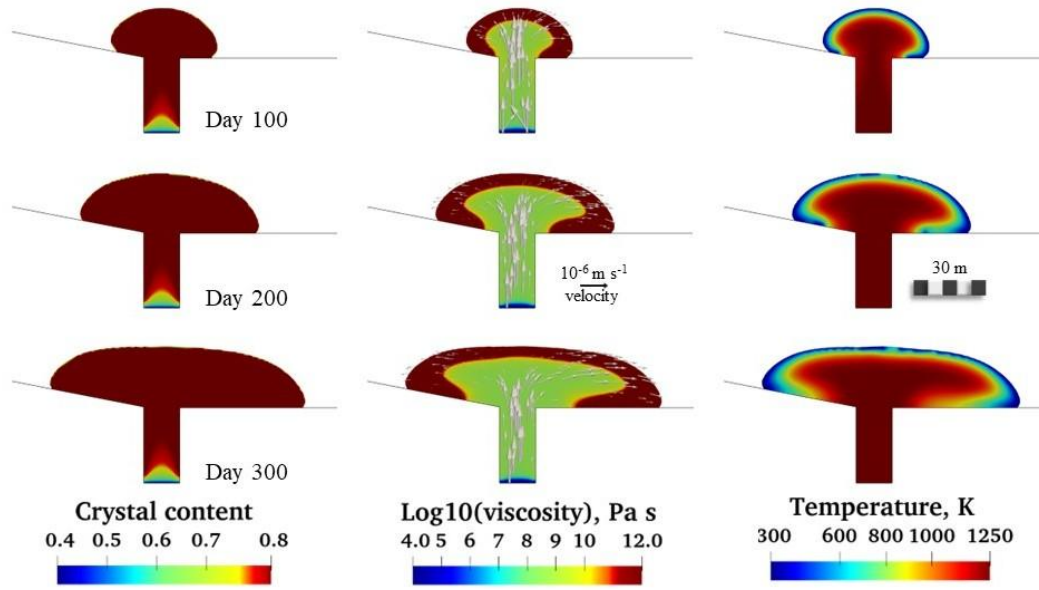 Day 100
Day 200
10⁻⁶ m s⁻¹
velocity
30 m
Day 300
Crystal content
0.4 0.5 0.6 0.7 0.8
Log10(viscosity), Pa s
4.0 5 6 7 8 9 10 12.0
Temperature, K
300 600 800 1000 1250